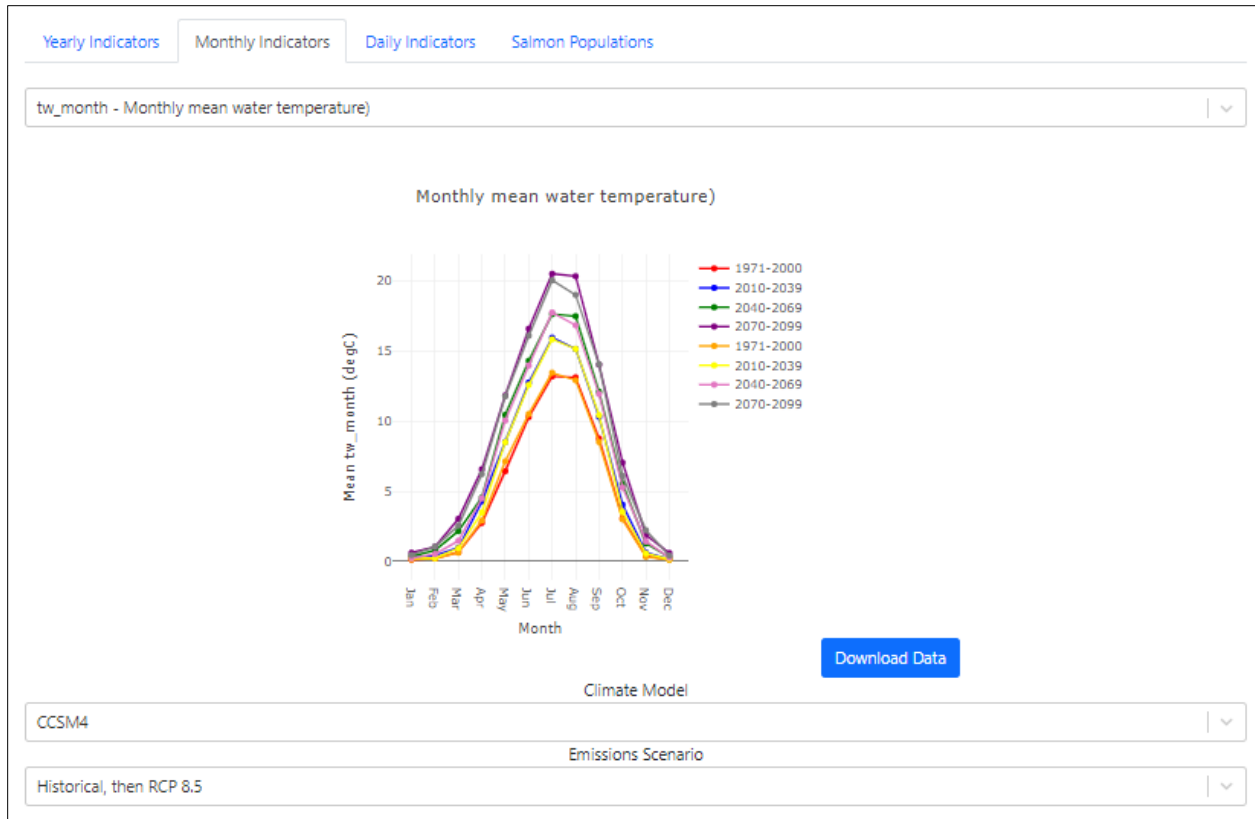 Yearly Indicators Monthly Indicators Daily Indicators Salmon Populations
tw_month - Monthly mean water temperature)
Monthly mean water temperature)
1971-2000
2010-2039
2040-2069
2070-2099
1971-2000
2010-2039
2040-2069
2070-2099
20
15
10
5
0
Mean tw_month (degC)
Jan Feb Mar Apr May Jun Jul Aug Sep Oct Nov Dec
Month
Download Data
Climate Model
CCSM4
Emissions Scenario
Historical, then RCP 8.5